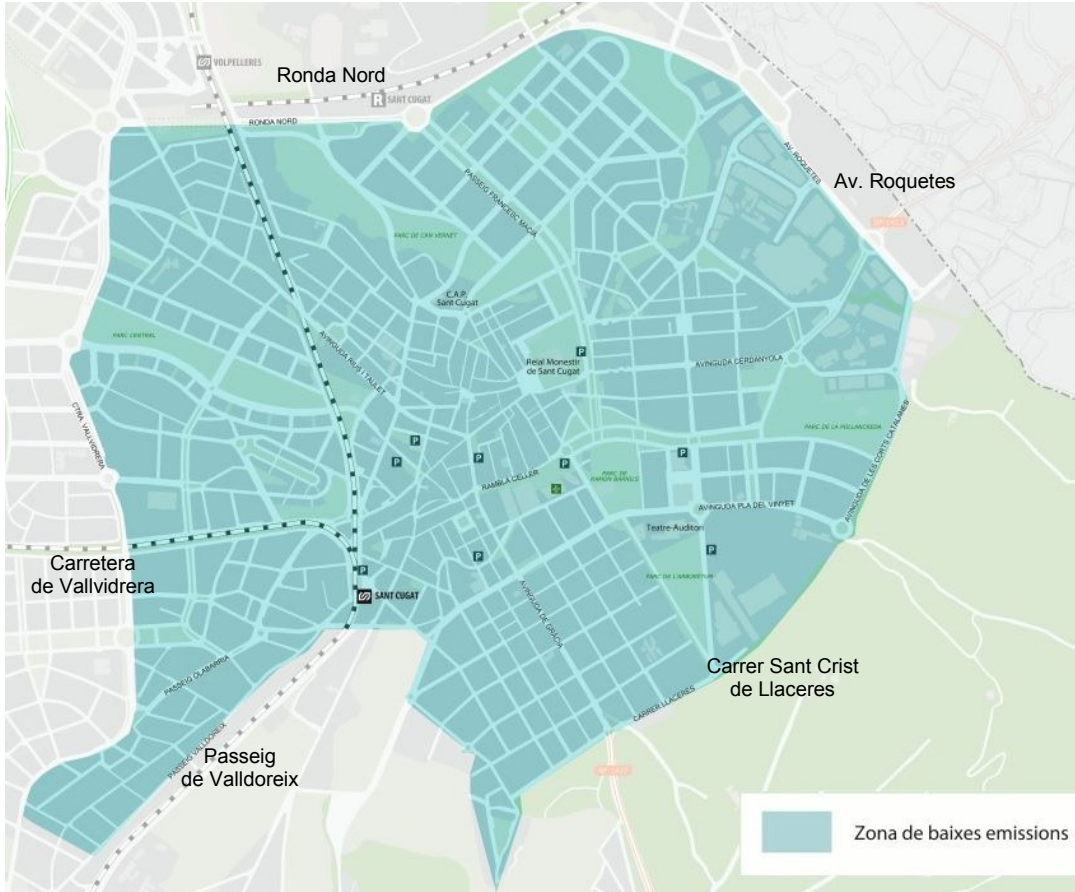 VOLPELLERES
Ronda Nord
R SANT CUGAT
RONDA NORD
AV. ROQUETES
Av. Roquetes
PASSEIG FRANCESC MACIÀ
PARC DE CAN VERNET
C.A.P.
Sant Cugat
PARC CENTRAL
AVINGUDA RIUS I TAULET
P
Reial Monestir
de Sant Cugat
AVINGUDA CERDANYOLA
CTRA. VALLVIDRERA
PARC DE LA POLLANCREDA
AVINGUDA DE LES CORTS CATALANES
P
P
P
P
P
RAMBLA CELLER
PARC DE
RAMON BARNILS
AVINGUDA PLA DEL VINYET
Teatre-Auditori
P
Carretera
de Vallvidrera
P
P
PARC DE L'ARBORETUM
SANT CUGAT
AVINGUDA DE GRÀCIA
PASSEIG OLABARRIA
Carrer Sant Crist
de Llaceres
CARRER LLACERES
PASSEIG VALLDOREIX
Passeig
de Valldoreix
BP-1417
Zona de baixes emissions